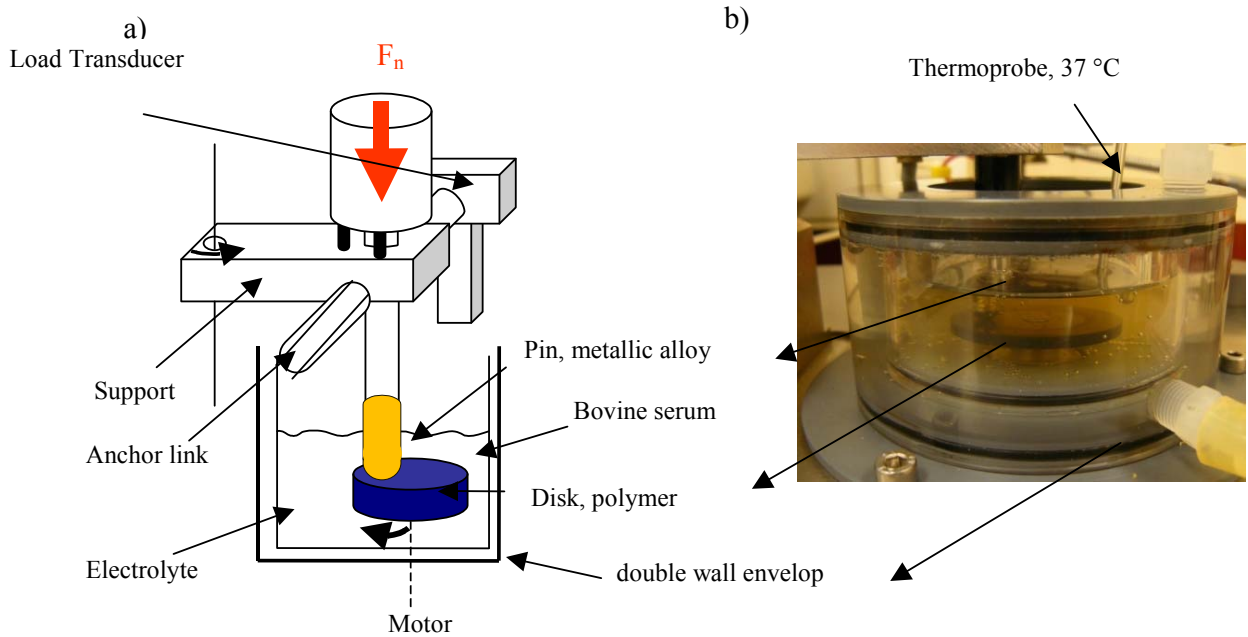 a)
b)
Load Transducer
Fn
Thermoprobe, 37 °C
Pin, metallic alloy
Support
Bovine serum
Anchor link
Disk, polymer
Electrolyte
double wall envelop
Motor